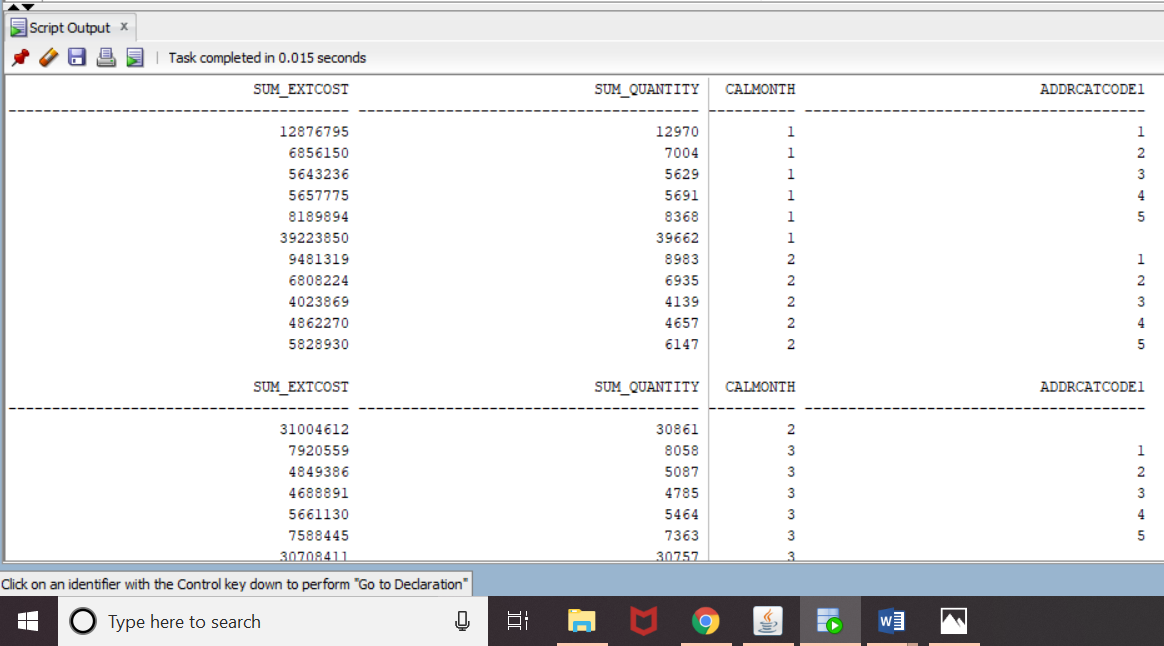 Script Output x
Task completed in 0.015 seconds
SUM_EXTCOST SUM_QUANTITY CALMONTH ADDRCATCODE1
---------------------------------- ---------------------------------- ---------- ----------------------------------
12876795 12970 1 1
6856150 7004 1 2
5643236 5629 1 3
5657775 5691 1 4
8189894 8368 1 5
39223850 39662 1
9481319 8983 2 1
6808224 6935 2 2
4023869 4139 2 3
4862270 4657 2 4
5828930 6147 2 5
SUM_EXTCOST SUM_QUANTITY CALMONTH ADDRCATCODE1
---------------------------------- ---------------------------------- ---------- ----------------------------------
31004612 30861 2
7920559 8058 3 1
4849386 5087 3 2
4688891 4785 3 3
5661130 5464 3 4
7588445 7363 3 5
30708411 30757 3
Click on an identifier with the Control key down to perform "Go to Declaration"
Type here to search
W